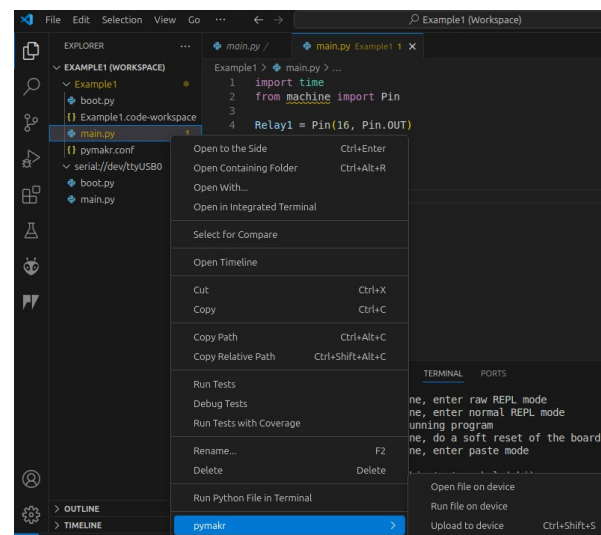 File Edit Selection View Go ··· ← → Example1 (Workspace)
EXPLORER ···
EXAMPLE1 (WORKSPACE)
Example1
boot.py
{} Example1.code-workspace
main.py 1
{} pymakr.conf
serial://dev/ttyUSB0
boot.py
main.py
OUTLINE
TIMELINE
main.py /
main.py Example1 1 ×
Example1 > main.py > ...
1 import time
2 from machine import Pin
3
4 Relay1 = Pin(16, Pin.OUT)
Open to the Side Ctrl+Enter
Open Containing Folder Ctrl+Alt+R
Open With...
Open in Integrated Terminal
Select for Compare
Open Timeline
Cut Ctrl+X
Copy Ctrl+C
Copy Path Ctrl+Alt+C
Copy Relative Path Ctrl+Shift+Alt+C
Run Tests
Debug Tests
Run Tests with Coverage
Rename... F2
Delete Delete
Run Python File in Terminal
pymakr >
TERMINAL PORTS
ne, enter raw REPL mode
ne, enter normal REPL mode
unning program
ne, do a soft reset of the board
ne, enter paste mode
Open file on device
Run file on device
Upload to device Ctrl+Shift+S